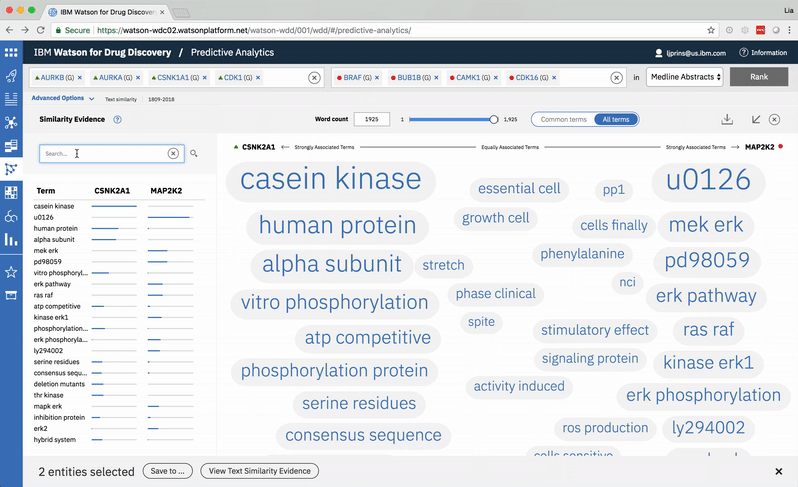 IBM Watson for Drug Discovery
Lia
Secure | https://watson-wdc02.watsonplatform.net/watson-wdd/001/wdd/#/predictive-analytics/
IBM Watson for Drug Discovery / Predictive Analytics
ljprins@us.ibm.com
Information
AURKB (G) × AURKA (G) × CSNK1A1 (G) × CDK1 (G) ×
BRAF (G) × BUB1B (G) × CAMK1 (G) × CDK16 (G) ×
in
Medline Abstracts
Rank
Advanced Options
Text similarity | 1809-2018
Similarity Evidence
Word count
1925
1
1,925
Common terms
All terms
Search...
CSNK2A1
Strongly Associated Terms
Equally Associated Terms
Strongly Associated Terms
MAP2K2
Term CSNK2A1 MAP2K2
casein kinase
u0126
human protein
alpha subunit
mek erk
pd98059
vitro phosphoryl...
erk pathway
ras raf
atp competitive
kinase erk1
phosphorylation...
erk phosphoryla...
ly294002
serine residues
consensus sequ...
deletion mutants
thr kinase
mapk erk
inhibition protein
erk2
hybrid system
casein kinase
essential cell
pp1
u0126
human protein
growth cell
cells finally
mek erk
alpha subunit
stretch
phenylalanine
pd98059
vitro phosphorylation
phase clinical
nci
erk pathway
atp competitive
spite
stimulatory effect
ras raf
phosphorylation protein
signaling protein
kinase erk1
serine residues
activity induced
erk phosphorylation
consensus sequence
ros production
ly294002
cells sensitive
2 entities selected
Save to ...
View Text Similarity Evidence